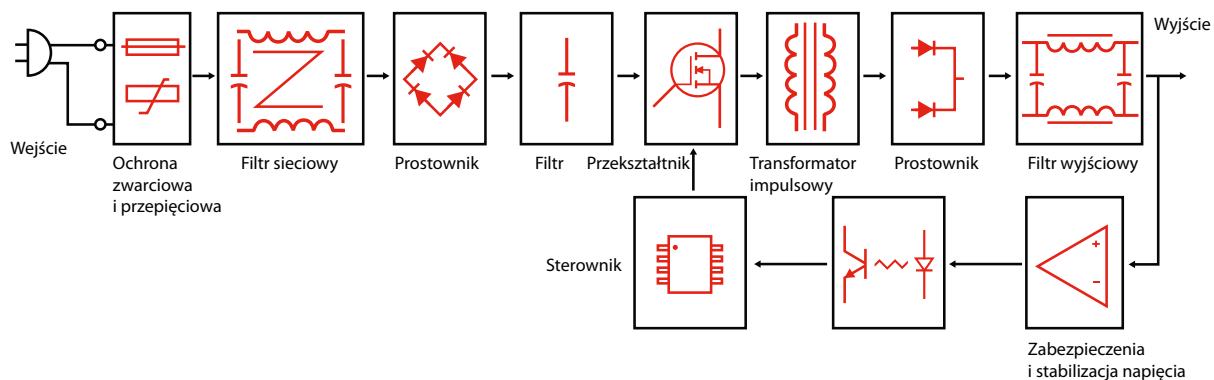 Wyjście
Wejście
Ochrona
zwarciowa
i przepięciowa
Filtr sieciowy
Prostownik
Filtr
Przekształtnik
Transformator
impulsowy
Prostownik
Filtr wyjściowy
Sterownik
+
−
Zabezpieczenia
i stabilizacja napięcia